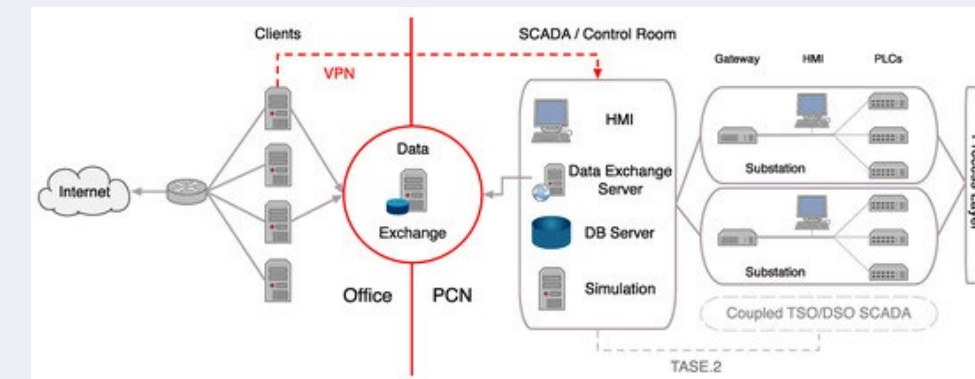 Clients
SCADA / Control Room
Gateway
HMI
PLCs
VPN
Internet
Data
Exchange
Office
PCN
HMI
Data Exchange
Server
DB Server
Simulation
Substation
Substation
Coupled TSO/DSO SCADA
TASE.2